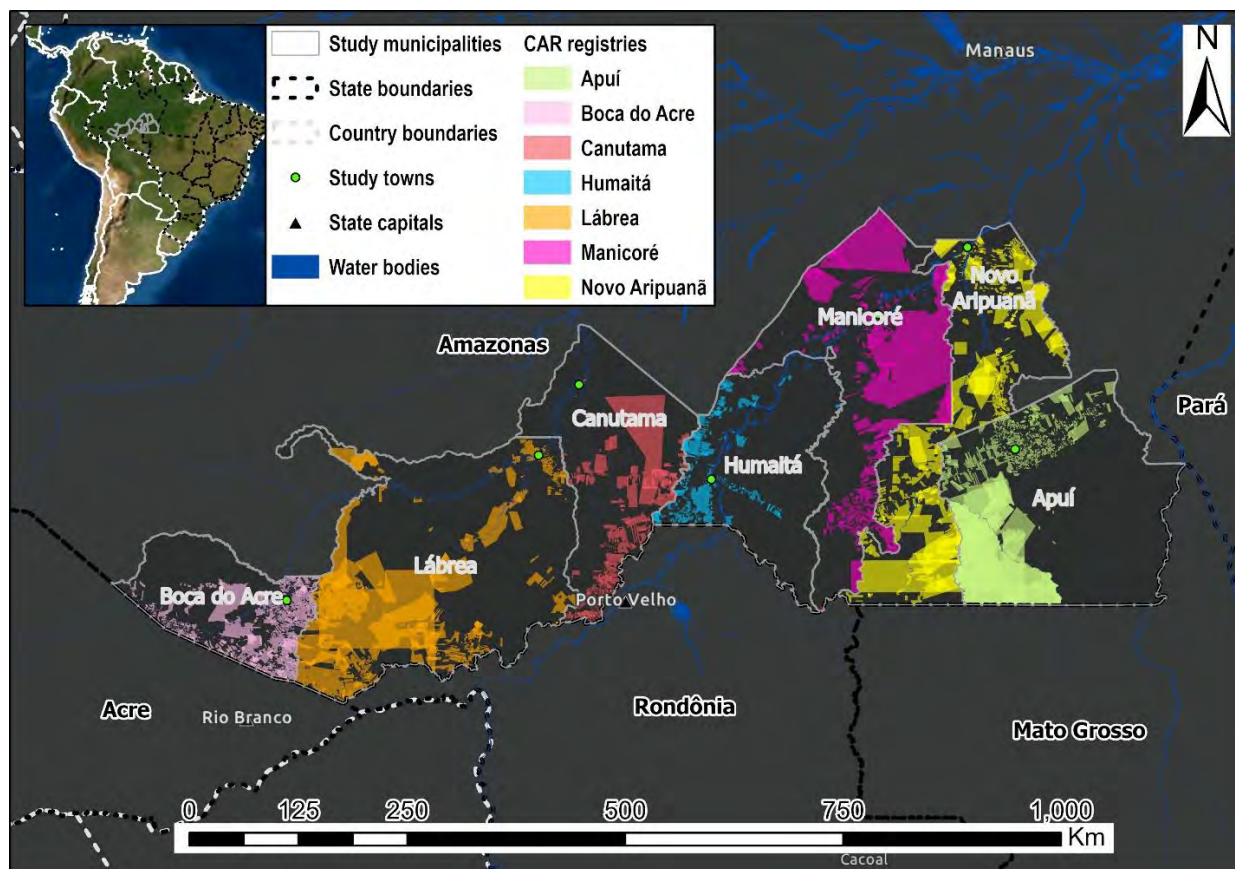 Study municipalities
State boundaries
Country boundaries
Study towns
State capitals
Water bodies
CAR registries
Apuí
Boca do Acre
Canutama
Humaitá
Lábrea
Manicoré
Novo Aripuanã
Manaus
N
Novo
Aripuanã
Manicoré
Amazonas
Pará
Canutama
Humaitá
Apuí
Lábrea
Boca do Acre
Porto Velho
Acre
Rio Branco
Rondônia
Mato Grosso
0 125 250 500 750 1,000
Km
Cacoal